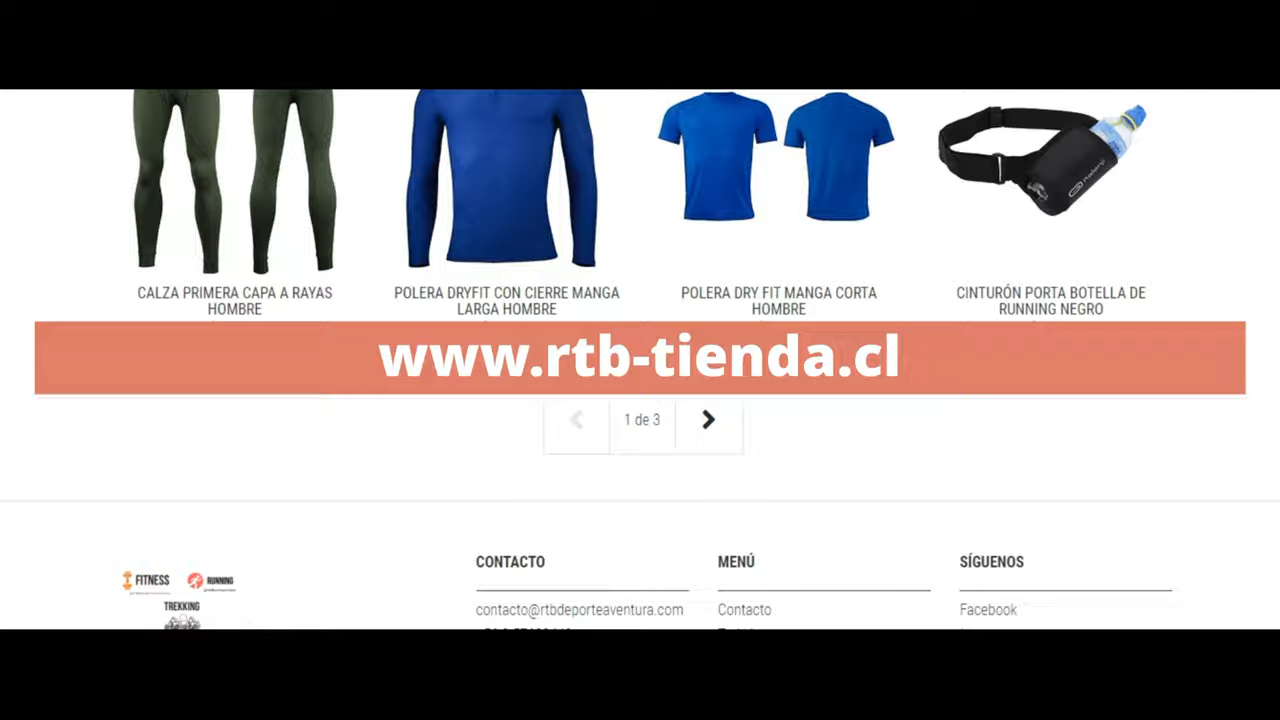 CALZA PRIMERA CAPA A RAYAS
HOMBRE
POLERA DRYFIT CON CIERRE MANGA
LARGA HOMBRE
POLERA DRY FIT MANGA CORTA
HOMBRE
CINTURÓN PORTA BOTELLA DE
RUNNING NEGRO
www.rtb-tienda.cl
1 de 3
FITNESS
RUNNING
TREKKING
CONTACTO
contacto@rtbdeporteaventura.com
MENÚ
Contacto
SÍGUENOS
Facebook